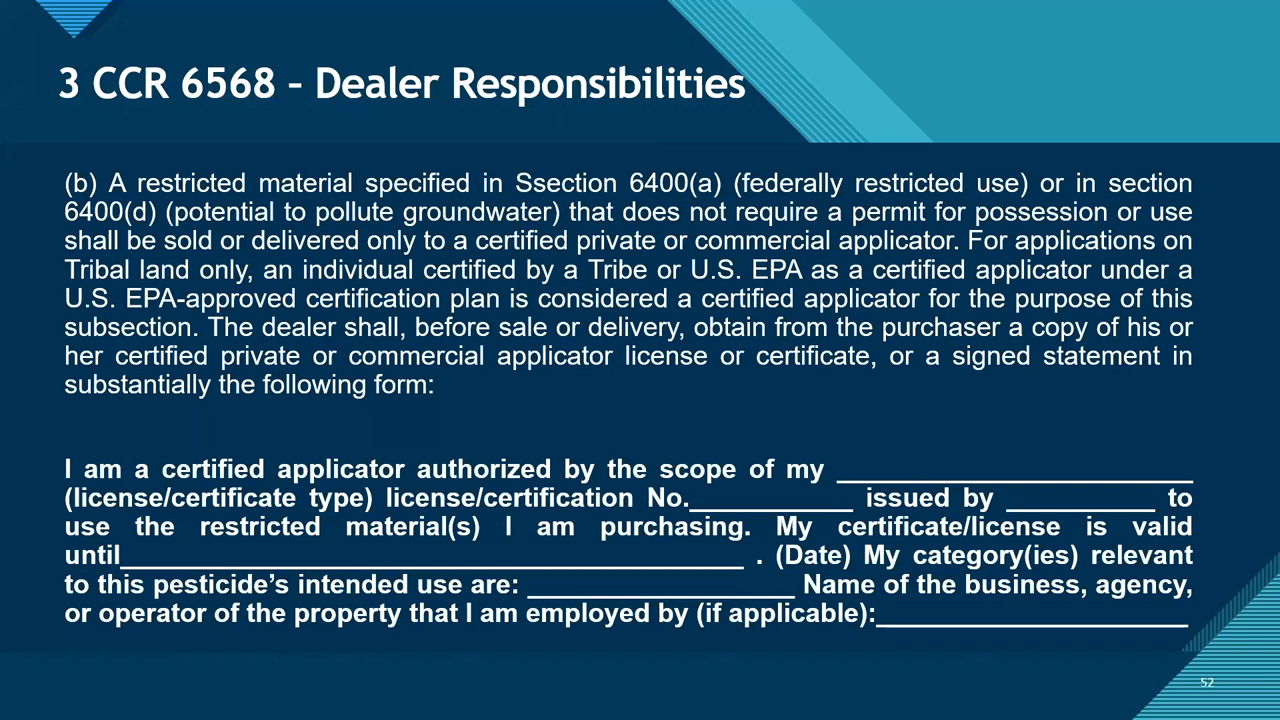 3 CCR 6568 – Dealer Responsibilities
(b) A restricted material specified in Ssection 6400(a) (federally restricted use) or in section
6400(d) (potential to pollute groundwater) that does not require a permit for possession or use
shall be sold or delivered only to a certified private or commercial applicator. For applications on
Tribal land only, an individual certified by a Tribe or U.S. EPA as a certified applicator under a
U.S. EPA-approved certification plan is considered a certified applicator for the purpose of this
subsection. The dealer shall, before sale or delivery, obtain from the purchaser a copy of his or
her certified private or commercial applicator license or certificate, or a signed statement in
substantially the following form:
I am a certified applicator authorized by the scope of my ________________________
(license/certificate type) license/certification No.___________ issued by __________ to
use the restricted material(s) I am purchasing. My certificate/license is valid
until__________________________________________ . (Date) My category(ies) relevant
to this pesticide’s intended use are: __________________ Name of the business, agency,
or operator of the property that I am employed by (if applicable):_____________________
52